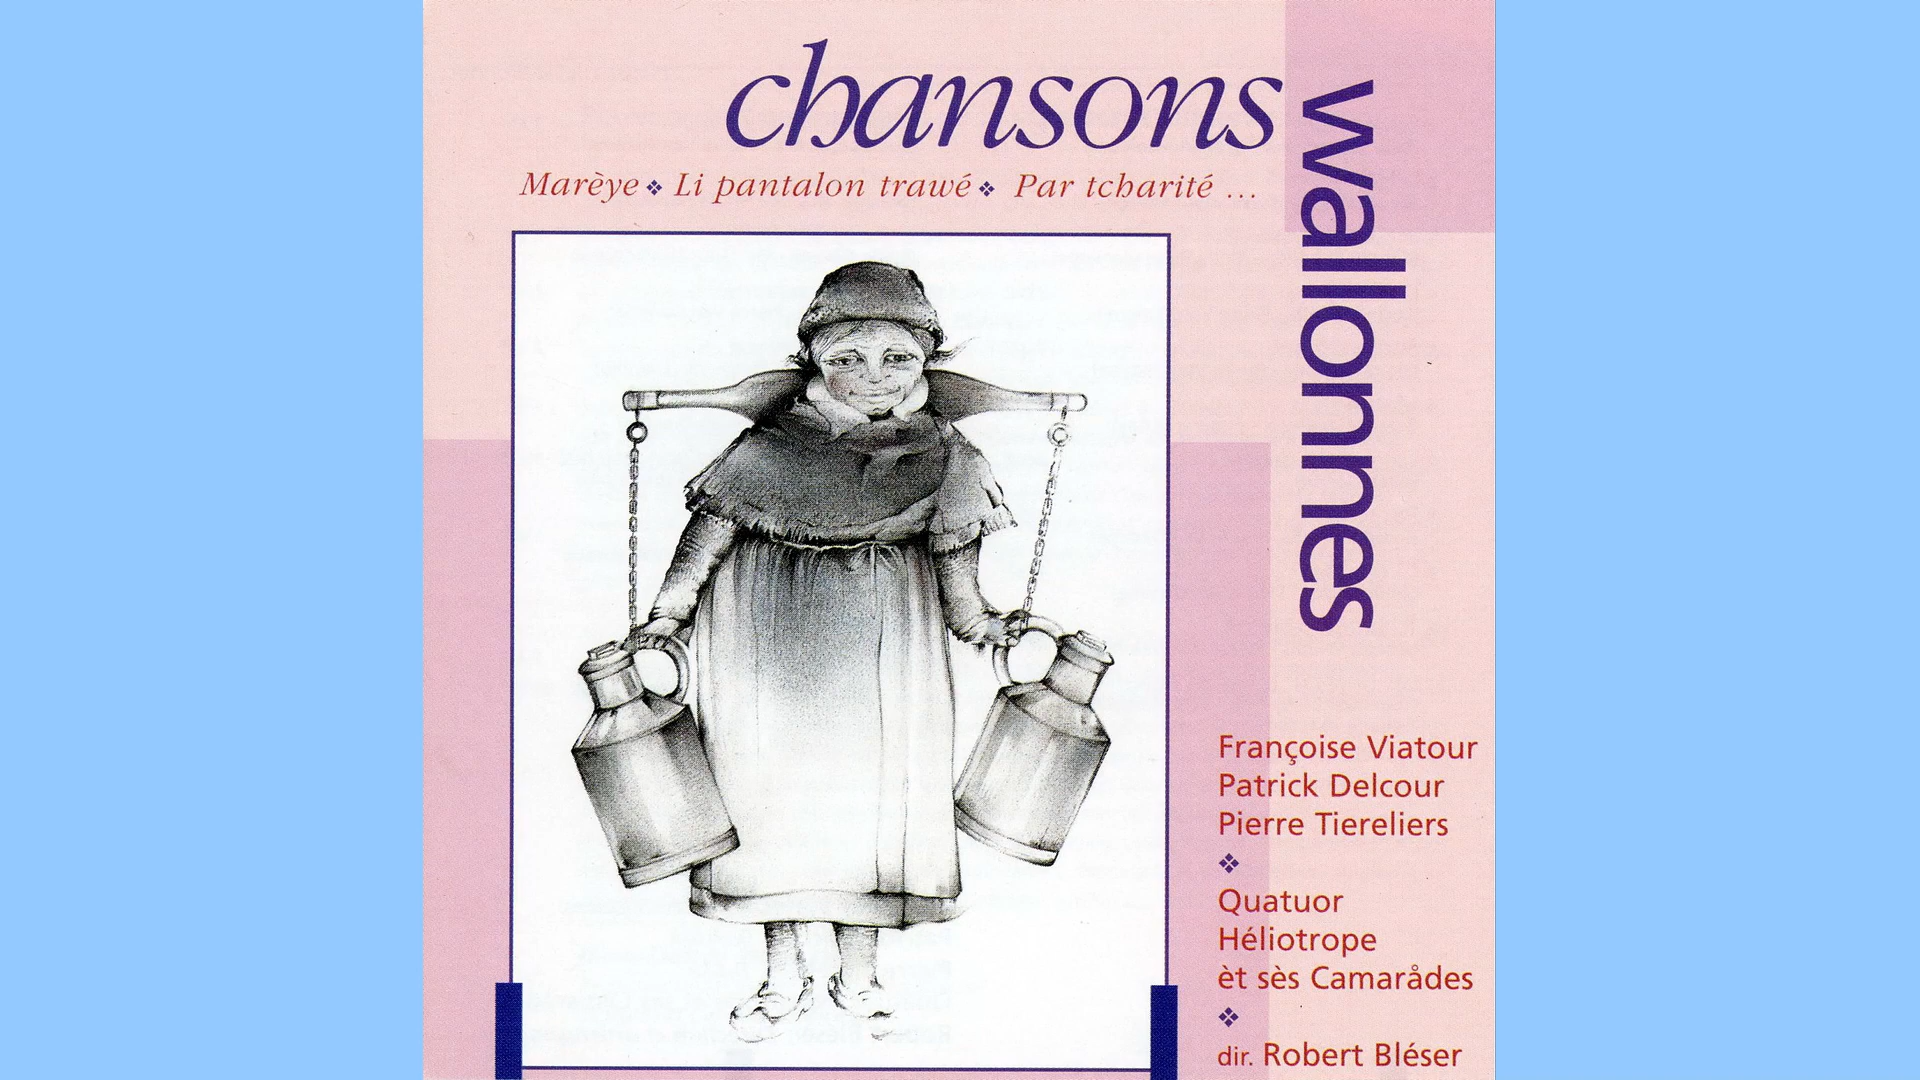 chansons
wallonnes
Marèye ❖ Li pantalon trawé ❖ Par tcharité ...
Françoise Viatour
Patrick Delcour
Pierre Tiereliers
❖
Quatuor
Héliotrope
èt sès Camarådes
❖
dir. Robert Bléser